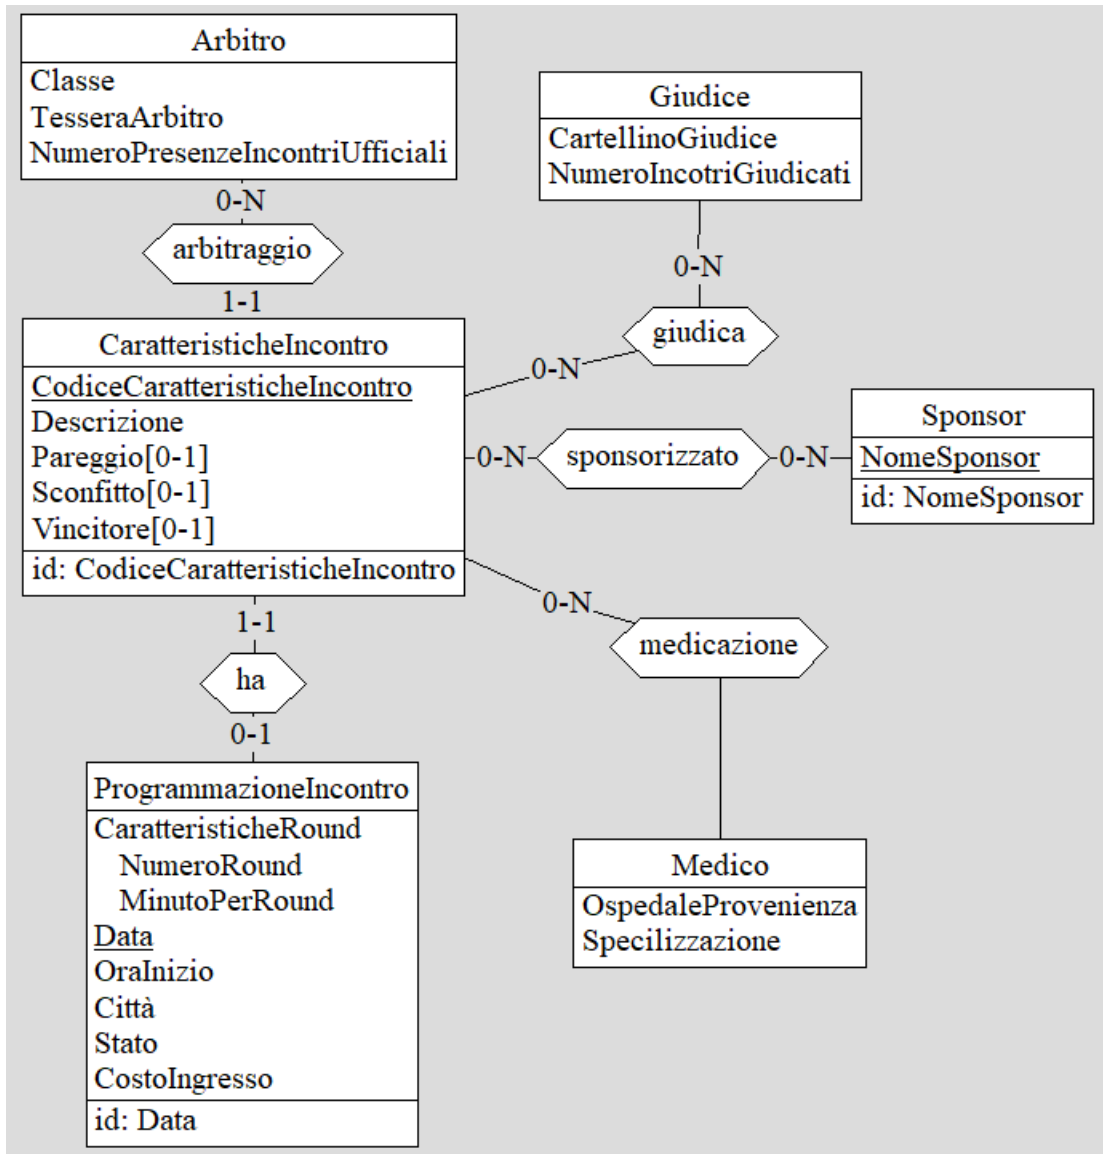 Arbitro
Classe
TesseraArbitro
NumeroPresenzeIncontriUfficiali
0-N
arbitraggio
1-1
Giudice
CartellinoGiudice
NumeroIncotriGiudicati
0-N
giudica
0-N
CaratteristicheIncontro
CodiceCaratteristicheIncontro
Descrizione
Pareggio[0-1]
Sconfitto[0-1]
Vincitore[0-1]
id: CodiceCaratteristicheIncontro
0-N
sponsorizzato
0-N
Sponsor
NomeSponsor
id: NomeSponsor
0-N
medicazione
Medico
OspedaleProvenienza
Specilizzazione
1-1
ha
0-1
ProgrammazioneIncontro
CaratteristicheRound
NumeroRound
MinutoPerRound
Data
OraInizio
Città
Stato
CostoIngresso
id: Data